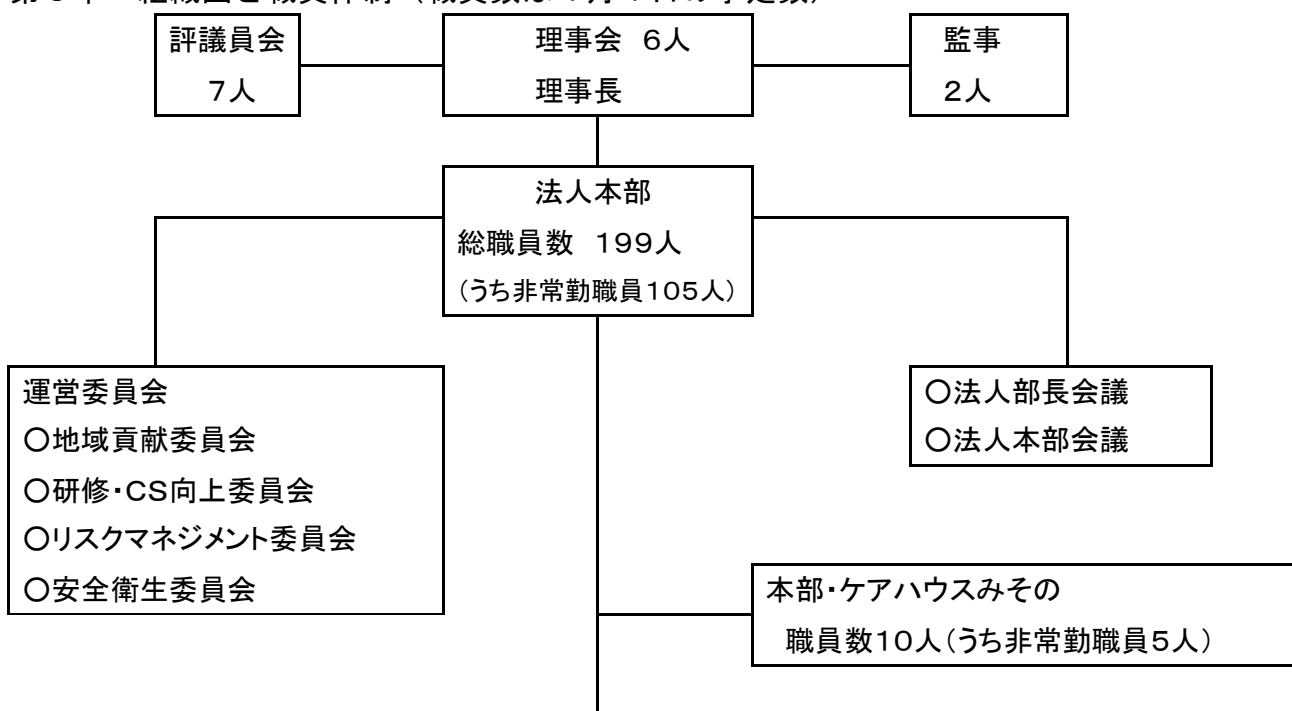 評議員会
7人
理事会 6人
理事長
監事
2人
法人本部
総職員数 199人
(うち非常勤職員105人)
運営委員会
○地域貢献委員会
○研修・CS向上委員会
○リスクマネジメント委員会
○安全衛生委員会
○法人部長会議
○法人本部会議
本部・ケアハウスみその
職員数10人(うち非常勤職員5人)